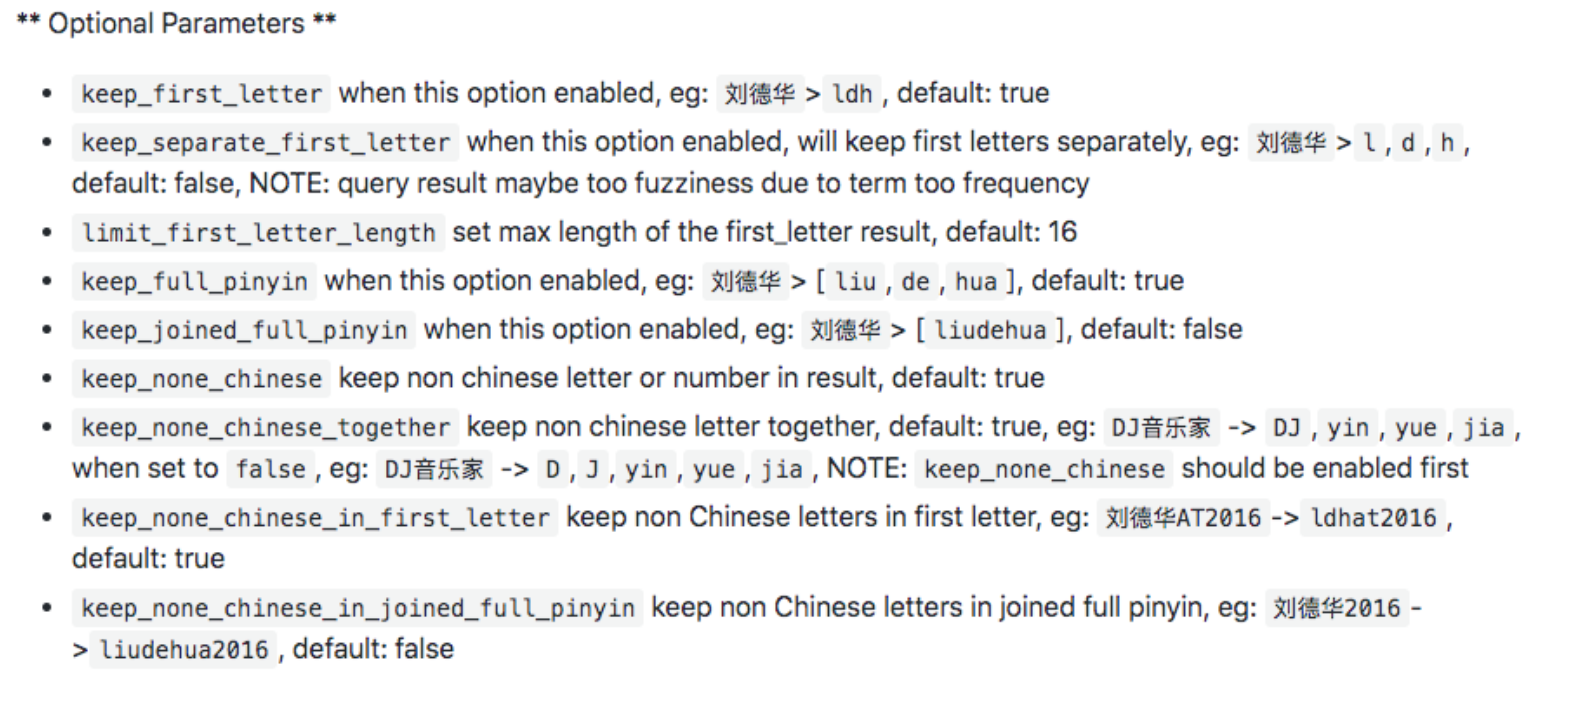 ** Optional Parameters **
• keep_first_letter when this option enabled, eg: 刘德华 > ldh , default: true
• keep_separate_first_letter when this option enabled, will keep first letters separately, eg: 刘德华 > l , d , h ,
default: false, NOTE: query result maybe too fuzziness due to term too frequency
• limit_first_letter_length set max length of the first_letter result, default: 16
• keep_full_pinyin when this option enabled, eg: 刘德华 > [ liu , de , hua ], default: true
• keep_joined_full_pinyin when this option enabled, eg: 刘德华 > [ liudehua ], default: false
• keep_none_chinese keep non chinese letter or number in result, default: true
• keep_none_chinese_together keep non chinese letter together, default: true, eg: DJ音乐家 -> DJ , yin , yue , jia ,
when set to false , eg: DJ音乐家 -> D , J , yin , yue , jia , NOTE: keep_none_chinese should be enabled first
• keep_none_chinese_in_first_letter keep non Chinese letters in first letter, eg: 刘德华AT2016 -> ldhat2016 ,
default: true
• keep_none_chinese_in_joined_full_pinyin keep non Chinese letters in joined full pinyin, eg: 刘德华2016 -
> liudehua2016 , default: false